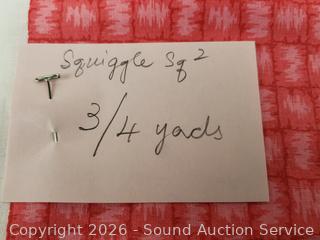 Squiggle Sq²
3/4 yads
Copyright 2026 - Sound Auction Service